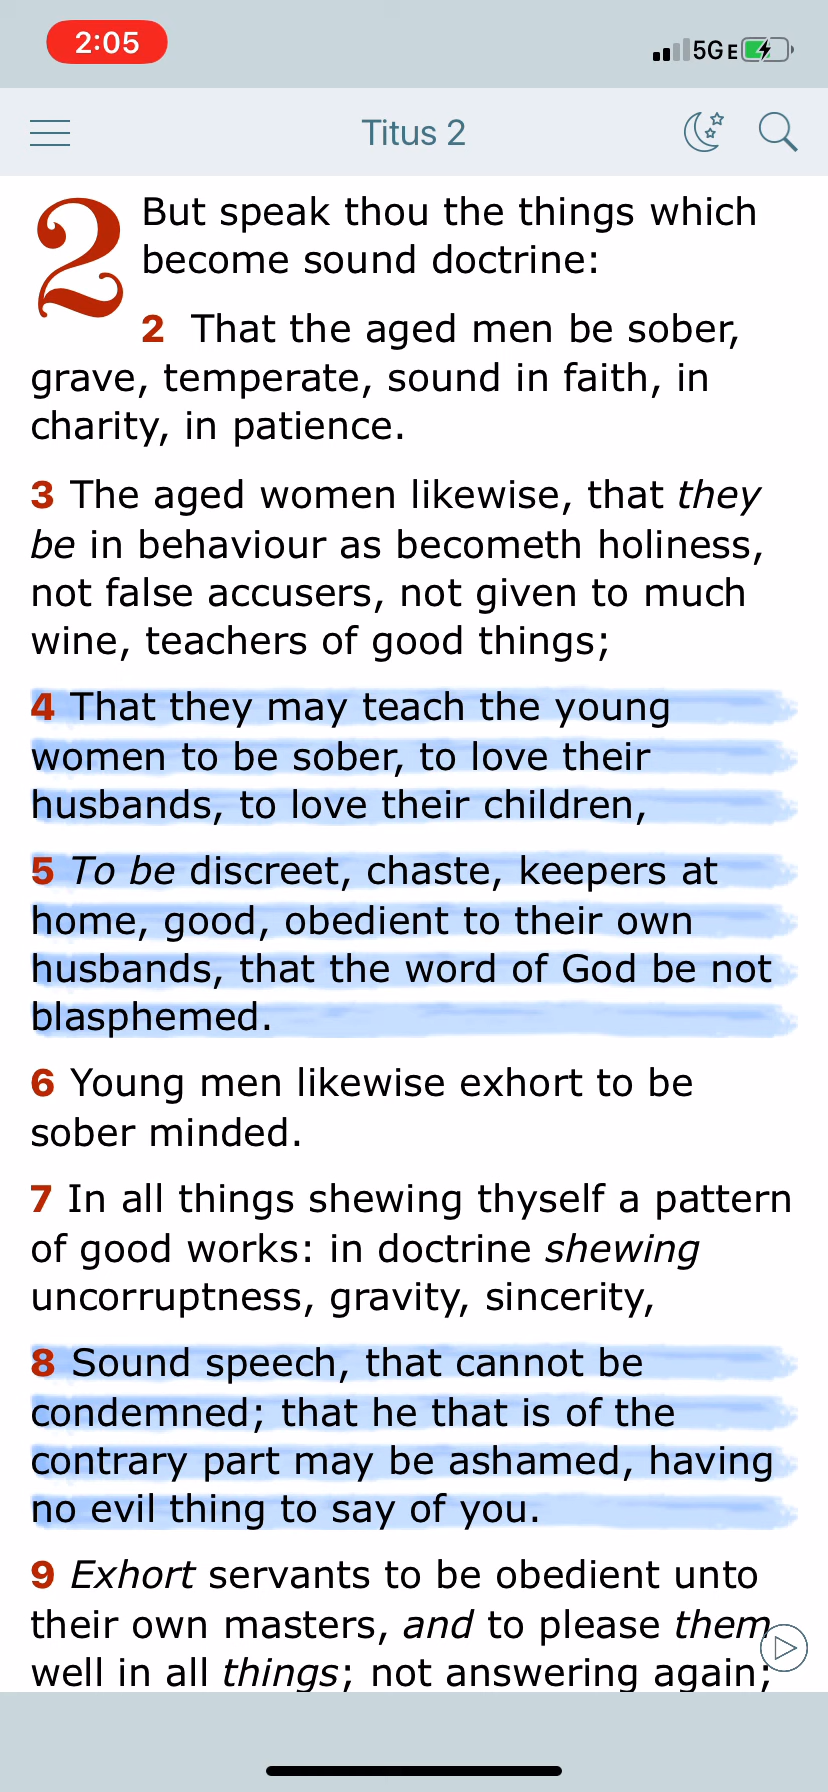 2:05
5GE
Titus 2
2 But speak thou the things which
become sound doctrine:
2 That the aged men be sober,
grave, temperate, sound in faith, in
charity, in patience.
3 The aged women likewise, that they
be in behaviour as becometh holiness,
not false accusers, not given to much
wine, teachers of good things;
4 That they may teach the young
women to be sober, to love their
husbands, to love their children,
5 To be discreet, chaste, keepers at
home, good, obedient to their own
husbands, that the word of God be not
blasphemed.
6 Young men likewise exhort to be
sober minded.
7 In all things shewing thyself a pattern
of good works: in doctrine shewing
uncorruptness, gravity, sincerity,
8 Sound speech, that cannot be
condemned; that he that is of the
contrary part may be ashamed, having
no evil thing to say of you.
9 Exhort servants to be obedient unto
their own masters, and to please them
well in all things; not answering again;